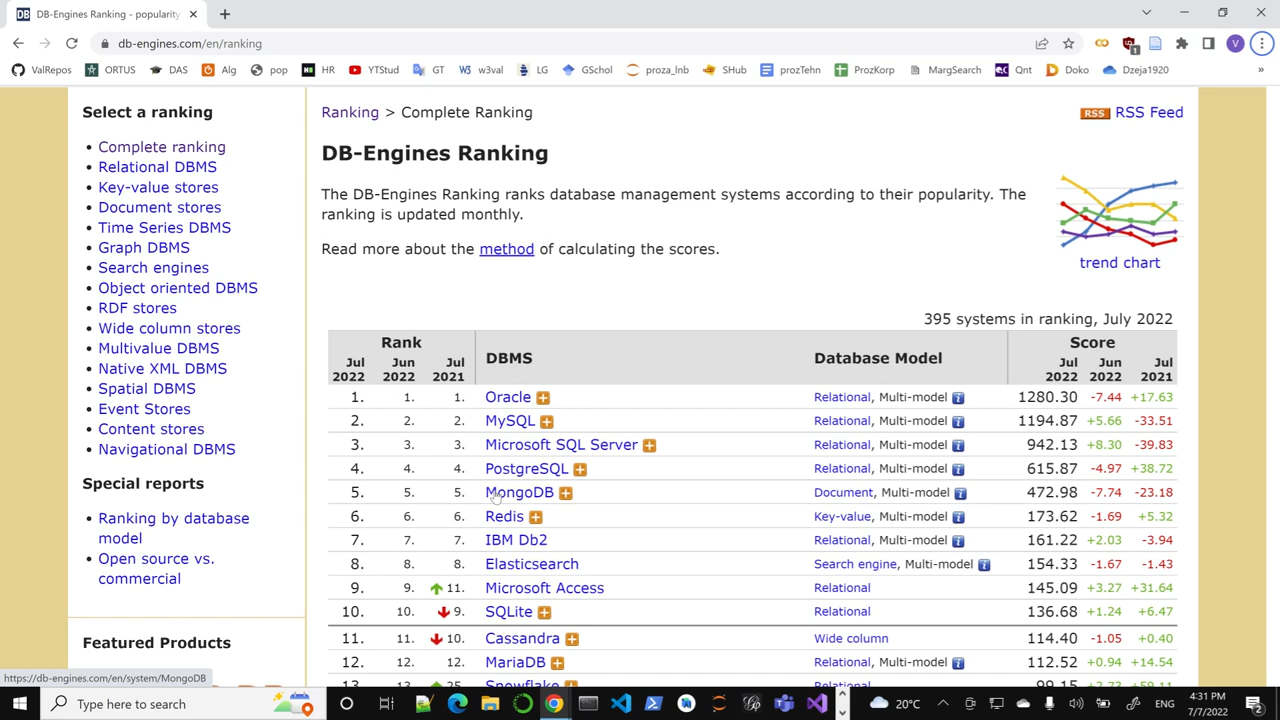 DB-Engines Ranking - popularity
db-engines.com/en/ranking
1
V
ValRepos ORTUS DAS Alg pop HR YTStud GT W3 w3val LG GSchol proza_lnb SHub prozTehn ProzKorp MargSearch Qnt Doko Dzeja1920 »
Select a ranking
Complete ranking
Relational DBMS
Key-value stores
Document stores
Time Series DBMS
Graph DBMS
Search engines
Object oriented DBMS
RDF stores
Wide column stores
Multivalue DBMS
Native XML DBMS
Spatial DBMS
Event Stores
Content stores
Navigational DBMS
Special reports
Ranking by database
model
Open source vs.
commercial
Featured Products
Ranking > Complete Ranking
RSS RSS Feed
DB-Engines Ranking
The DB-Engines Ranking ranks database management systems according to their popularity. The
ranking is updated monthly.
Read more about the method of calculating the scores.
trend chart
395 systems in ranking, July 2022
Rank DBMS Database Model Score
Jul 2022 Jun 2022 Jul 2021 Jul 2022 Jun 2022 Jul 2021
1. 1. 1. Oracle Relational, Multi-model 1280.30 -7.44 +17.63
2. 2. 2. MySQL Relational, Multi-model 1194.87 +5.66 -33.51
3. 3. 3. Microsoft SQL Server Relational, Multi-model 942.13 +8.30 -39.83
4. 4. 4. PostgreSQL Relational, Multi-model 615.87 -4.97 +38.72
5. 5. 5. MongoDB Document, Multi-model 472.98 -7.74 -23.18
6. 6. 6. Redis Key-value, Multi-model 173.62 -1.69 +5.32
7. 7. 7. IBM Db2 Relational, Multi-model 161.22 +2.03 -3.94
8. 8. 8. Elasticsearch Search engine, Multi-model 154.33 -1.67 -1.43
9. 9. 11. Microsoft Access Relational 145.09 +3.27 +31.64
10. 10. 9. SQLite Relational 136.68 +1.24 +6.47
11. 11. 10. Cassandra Wide column 114.40 -1.05 +0.40
12. 12. 12. MariaDB Relational, Multi-model 112.52 +0.94 +14.54
13. 13. 25. Snowflake 99.15 +2.73 +59.11
https://db-engines.com/en/system/MongoDB
Type here to search
20°C
ENG
4:31 PM
7/7/2022
2